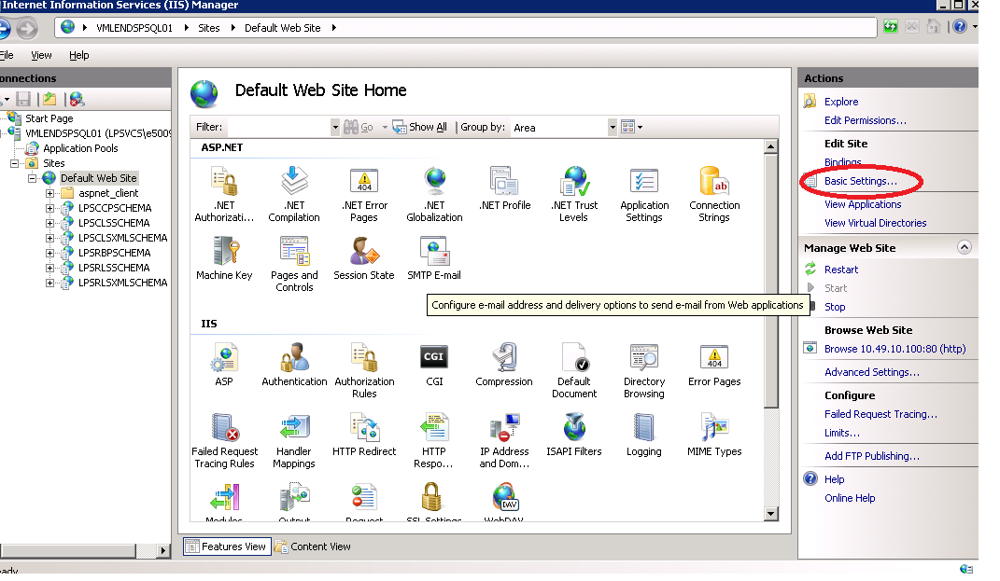 Internet Information Services (IIS) Manager
VMLENDSPSQL01 Sites Default Web Site
View Help
Start Page
VMLENDSPSQL01 (LPSVCS\e5009
Application Pools
Sites
Default Web Site
aspnet_client
LPSCCPSCHEMA
LPSCLSSCHEMA
LPSCLSXMLSCHEMA
LPSRBPSCHEMA
LPSRLSSCHEMA
LPSRLSXMLSCHEMA
Default Web Site Home
Filter: Go Show All Group by: Area
ASP.NET
.NET Authorizati...
.NET Compilation
.NET Error Pages
.NET Globalization
.NET Profile
.NET Trust Levels
Application Settings
Connection Strings
Machine Key
Pages and Controls
Session State
SMTP E-mail
Configure e-mail address and delivery options to send e-mail from Web applications
IIS
ASP
Authentication
Authorization Rules
CGI
CGI
Compression
Default Document
Directory Browsing
404
Error Pages
Failed Request Tracing Rules
Handler Mappings
HTTP Redirect
HTTP Respo...
IP Address and Dom...
ISAPI Filters
Logging
MIME Types
Modules
Output
Request
SSL Settings
WebDAV
Features View Content View
Actions
Explore
Edit Permissions...
Edit Site
Bindings...
Basic Settings...
View Applications
View Virtual Directories
Manage Web Site
Restart
Start
Stop
Browse Web Site
Browse 10.49.10.100:80 (http)
Advanced Settings...
Configure
Failed Request Tracing...
Limits...
Add FTP Publishing...
Help
Online Help